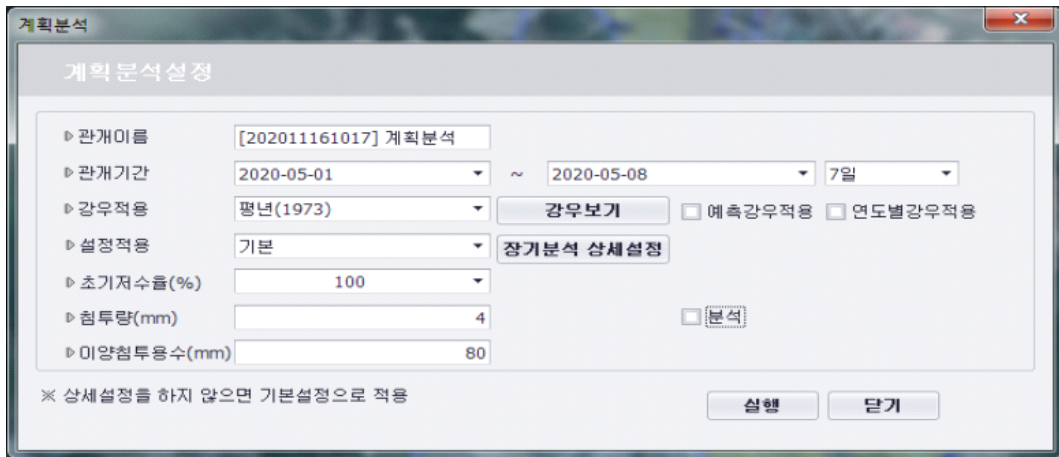 계획분석
계획분석설정
관개이름 [202011161017] 계획분석
관개기간 2020-05-01 ~ 2020-05-08 7일
강우적용 평년(1973) 강우보기 예측강우적용 연도별강우적용
설정적용 기본 장기분석 상세설정
초기저수율(%) 100
침투량(mm) 4 분석
이양침투용수(mm) 80
※ 상세설정을 하지 않으면 기본설정으로 적용
실행 닫기